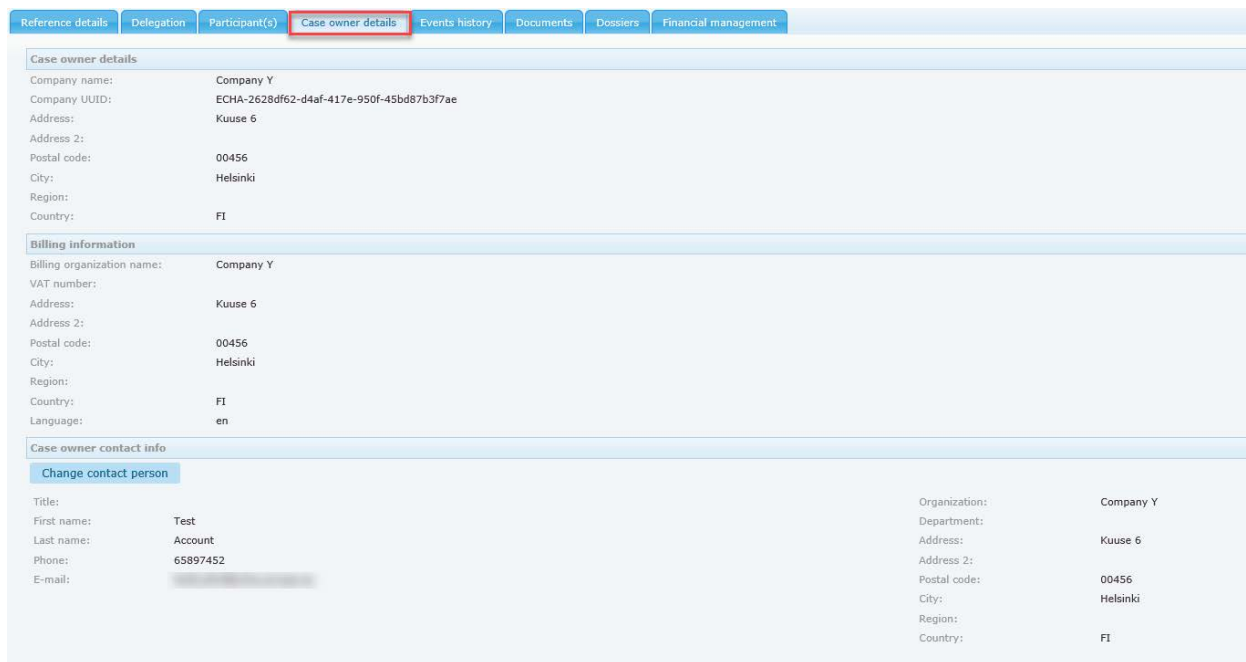 Reference details Delegation Participant(s) Case owner details Events history Documents Dossiers Financial management
Case owner details
Company name: Company Y
Company UUID: ECHA-2628df62-d4af-417e-950f-45bd87b3f7ae
Address: Kuuse 6
Address 2:
Postal code: 00456
City: Helsinki
Region:
Country: FI
Billing information
Billing organization name: Company Y
VAT number:
Address: Kuuse 6
Address 2:
Postal code: 00456
City: Helsinki
Region:
Country: FI
Language: en
Case owner contact info
Change contact person
Title:
First name: Test
Last name: Account
Phone: 65897452
E-mail:
Organization: Company Y
Department:
Address: Kuuse 6
Address 2:
Postal code: 00456
City: Helsinki
Region:
Country: FI